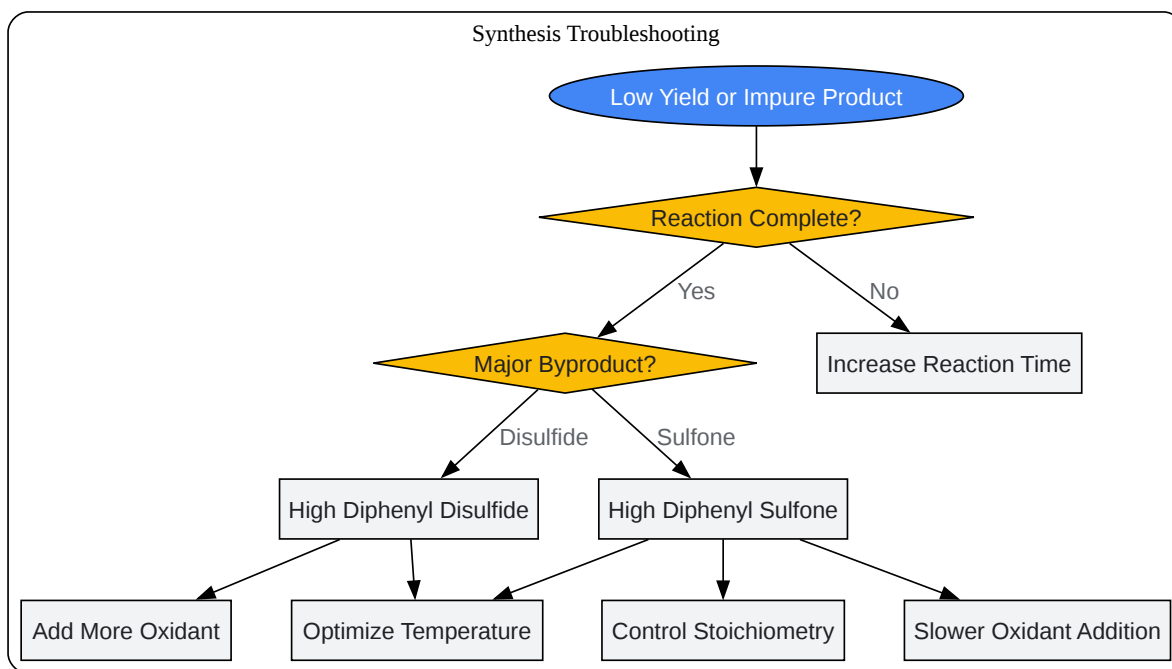 Synthesis Troubleshooting
Low Yield or Impure Product
Reaction Complete?
Yes
No
Major Byproduct?
Increase Reaction Time
Disulfide
Sulfone
High Diphenyl Disulfide
High Diphenyl Sulfone
Add More Oxidant
Optimize Temperature
Control Stoichiometry
Slower Oxidant Addition